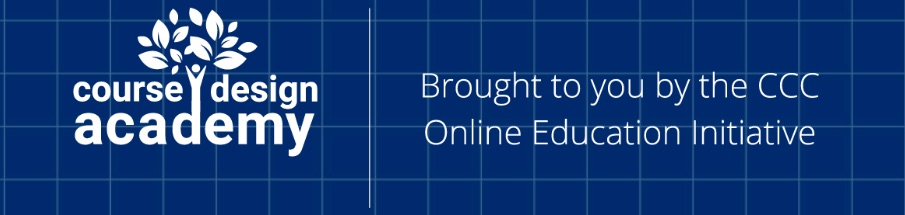 course design
academy
Brought to you by the CCC
Online Education Initiative